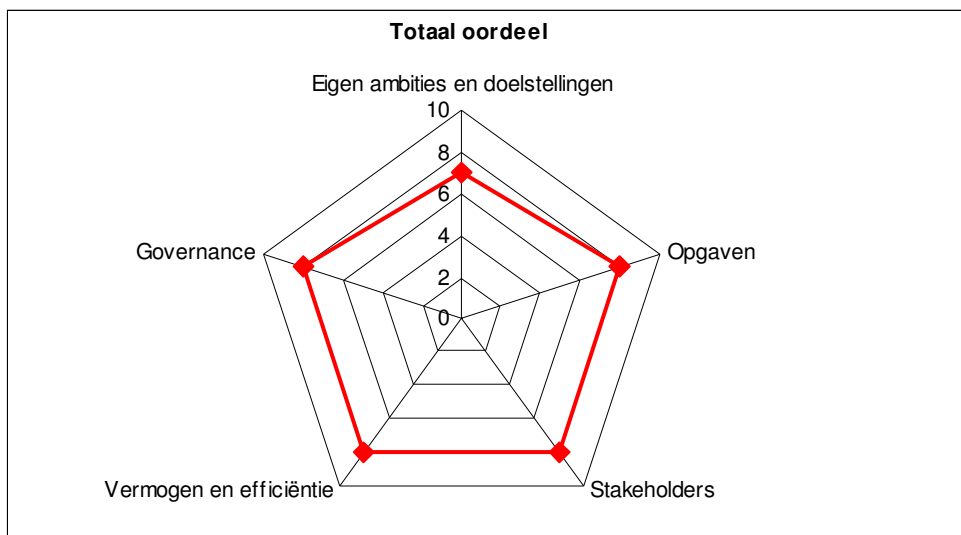 Totaal oordeel
Eigen ambities en doelstellingen
10
8
6
4
2
0
Governance
Opgaven
Vermogen en efficiëntie
Stakeholders